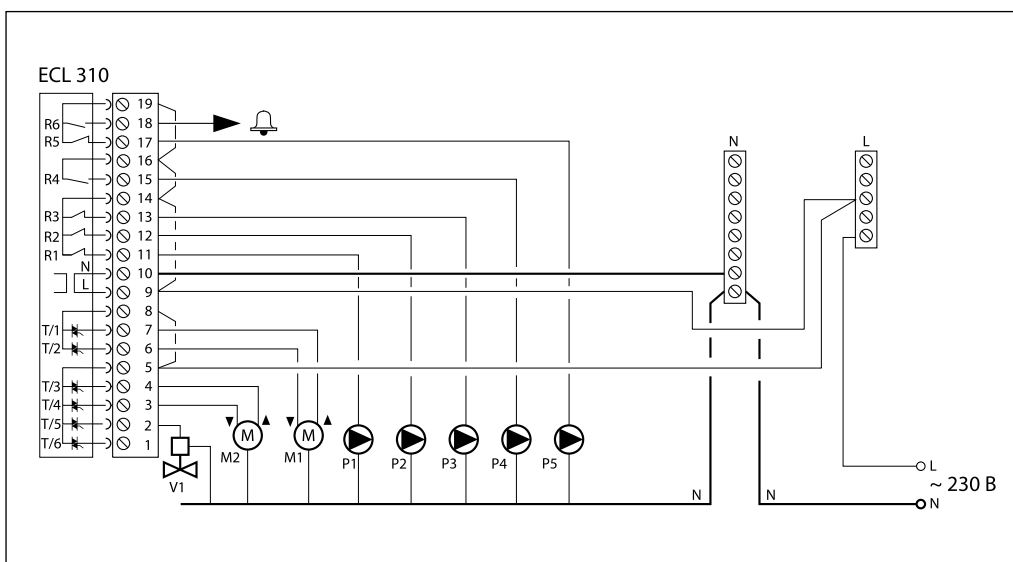 ECL 310
19
R6 18
R5 17
16
R4 15
14
R3 13
R2 12
R1 11
N 10
L 9
8
T/1 7
T/2 6
5
T/3 4
T/4 3
T/5 2
T/6 1
N
L
M
M
M2
M1
P1
P2
P3
P4
P5
V1
N
N
L
~ 230 В
N